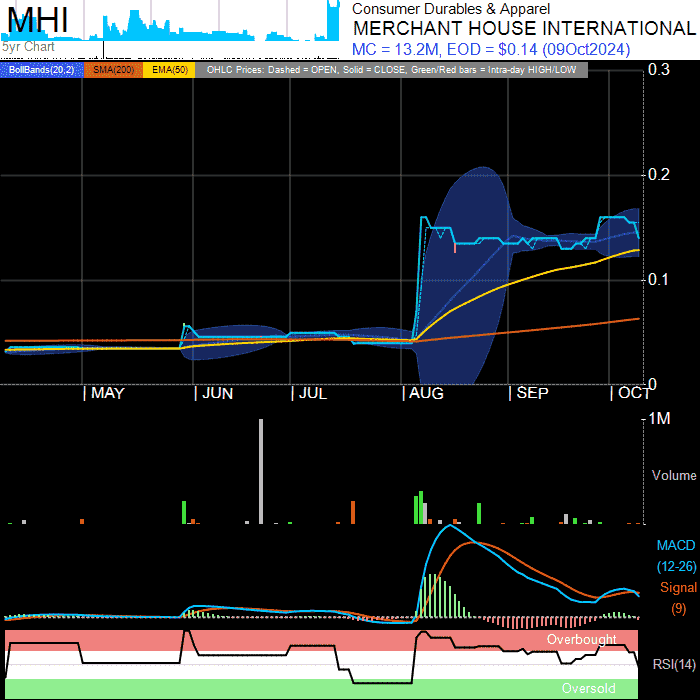 MHI
5yr Chart
Consumer Durables & Apparel
MERCHANT HOUSE INTERNATIONAL
MC = 13.2M, EOD = $0.14 (09Oct2024)
BollBands(20,2) SMA(200) EMA(50) OHLC Prices: Dashed = OPEN, Solid = CLOSE, Green/Red bars = Intra-day HIGH/LOW
0.3
0.2
0.1
0
MAY JUN JUL AUG SEP OCT
1M
Volume
MACD
(12-26)
Signal
(9)
Overbought
RSI(14)
Oversold